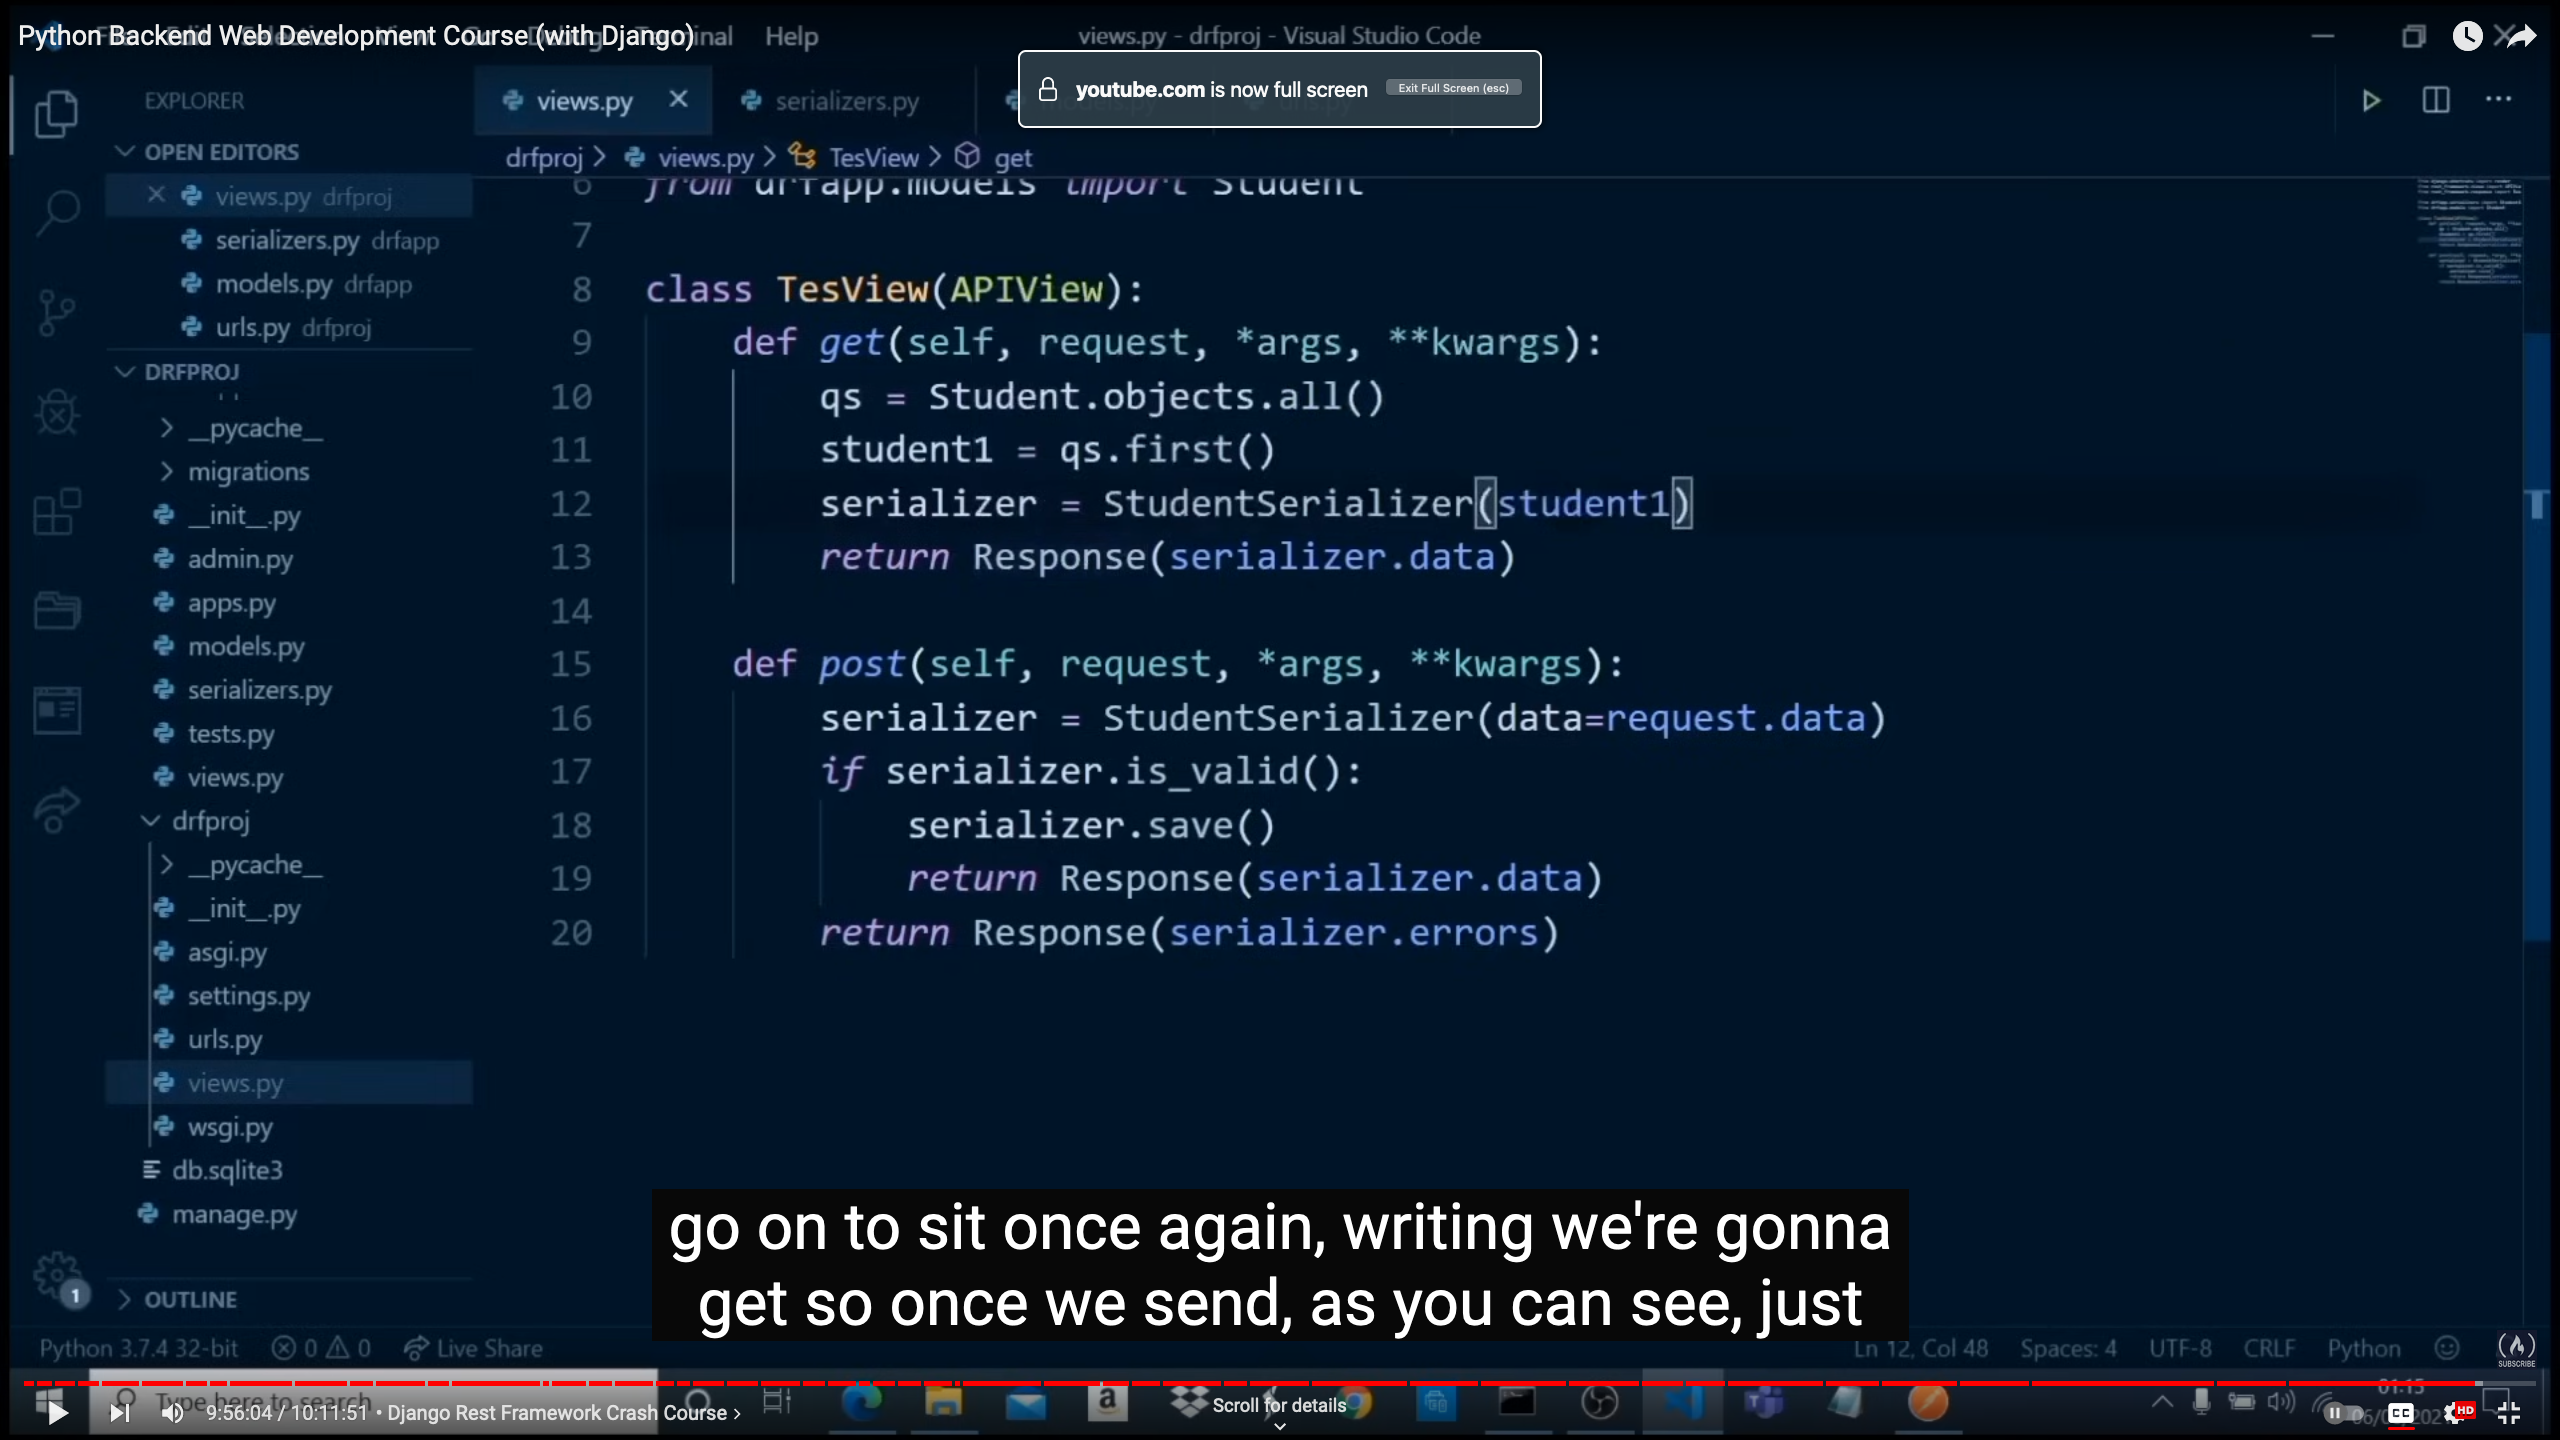 Python Backend Web Development Course (with Django)
Help
views.py - drfproj - Visual Studio Code
youtube.com is now full screen
Exit Full Screen (esc)
EXPLORER
views.py
serializers.py
OPEN EDITORS
drfproj > views.py > TesView > get
views.py drfproj
serializers.py drfapp
models.py drfapp
urls.py drfproj
DRFPROJ
__pycache__
migrations
__init__.py
admin.py
apps.py
models.py
serializers.py
tests.py
views.py
drfproj
__pycache__
__init__.py
asgi.py
settings.py
urls.py
views.py
wsgi.py
db.sqlite3
manage.py
OUTLINE
6 from drfapp.models import Student
7
8 class TesView(APIView):
9 def get(self, request, *args, **kwargs):
10 qs = Student.objects.all()
11 student1 = qs.first()
12 serializer = StudentSerializer(student1)
13 return Response(serializer.data)
14
15 def post(self, request, *args, **kwargs):
16 serializer = StudentSerializer(data=request.data)
17 if serializer.is_valid():
18 serializer.save()
19 return Response(serializer.data)
20 return Response(serializer.errors)
go on to sit once again, writing we're gonna
get so once we send, as you can see, just
1
Python 3.7.4 32-bit 0 0 Live Share
Ln 12, Col 48 Spaces: 4 UTF-8 CRLF Python
SUBSCRIBE
Type here to search
01:15
9:56:04 / 10:11:51 • Django Rest Framework Crash Course >
Scroll for details
CC
HD